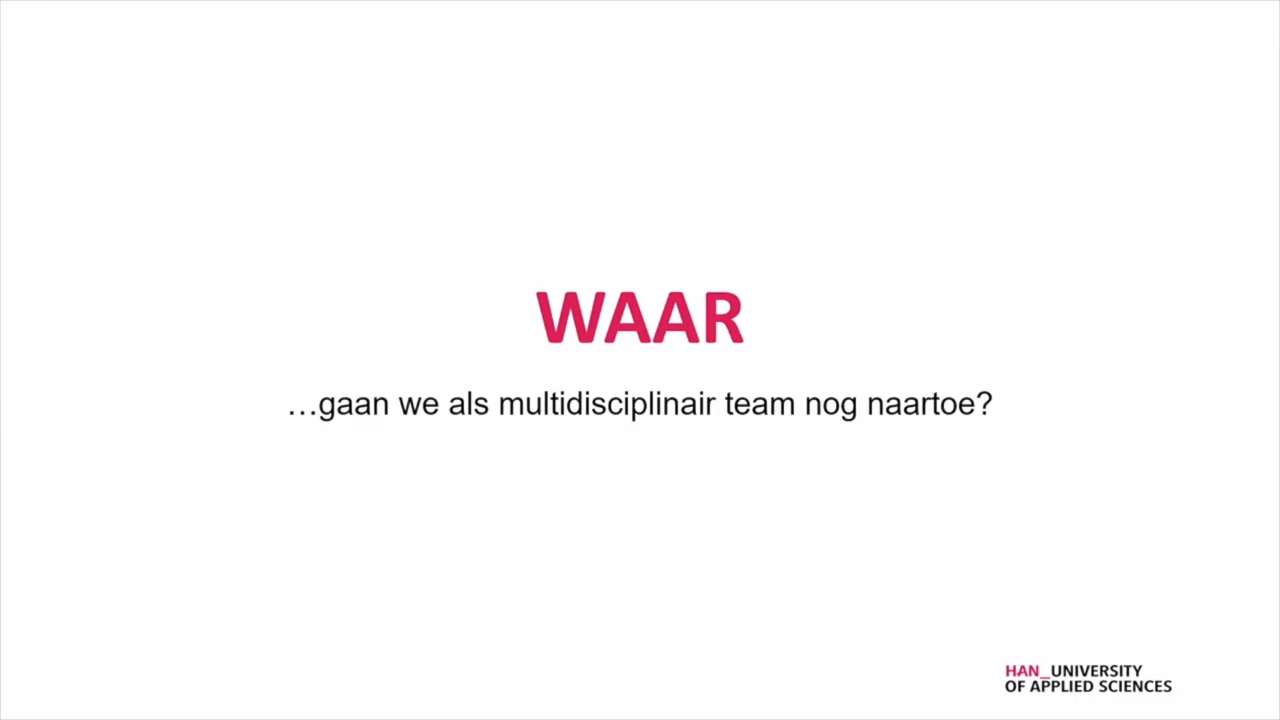 WAAR
…gaan we als multidisciplinair team nog naartoe?
HAN_UNIVERSITY
OF APPLIED SCIENCES